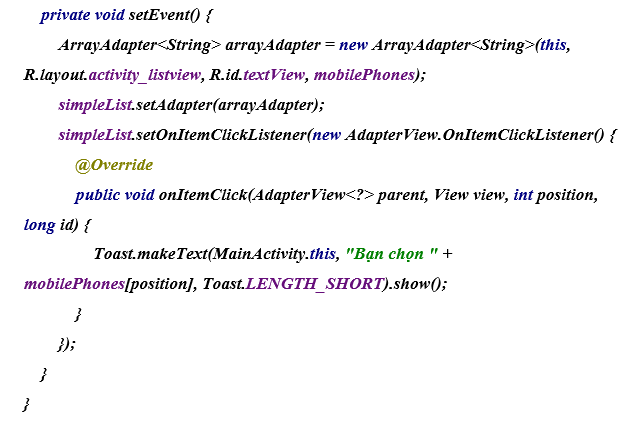 private void setEvent() {
ArrayAdapter<String> arrayAdapter = new ArrayAdapter<String>(this,
R.layout.activity_listview, R.id.textView, mobilePhones);
simpleList.setAdapter(arrayAdapter);
simpleList.setOnItemClickListener(new AdapterView.OnItemClickListener() {
@Override
public void onItemClick(AdapterView<?> parent, View view, int position,
long id) {
Toast.makeText(MainActivity.this, "Bạn chọn " +
mobilePhones[position], Toast.LENGTH_SHORT).show();
}
});
}
}